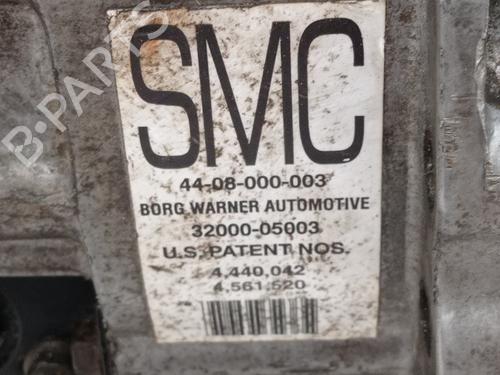 B-PARTS
SMC
44-08-000-003
BORG WARNER AUTOMOTIVE
32000-05003
U.S. PATENT NOS.
4,440,042
4,561,520